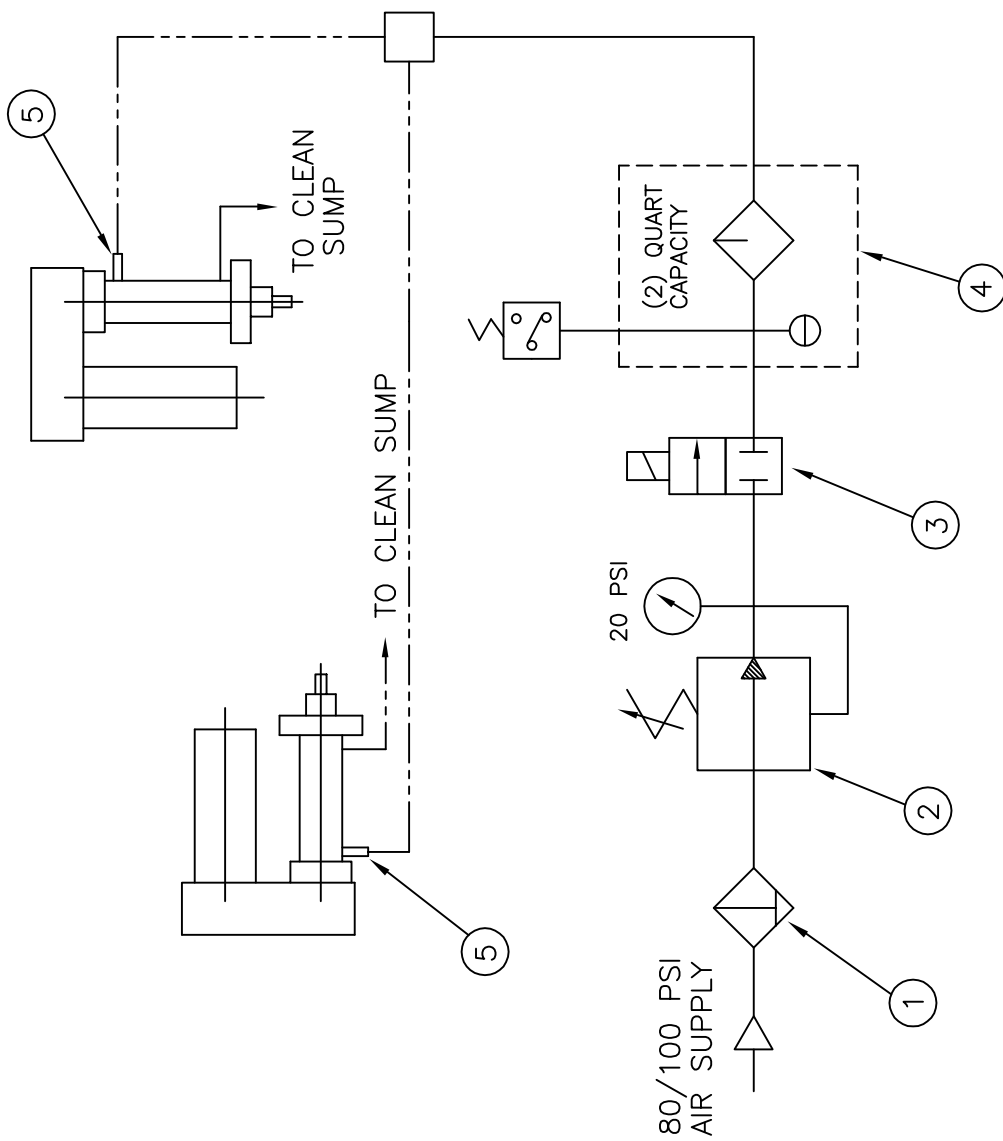 5
TO CLEAN
SUMP
5
TO CLEAN SUMP
80/100 PSI
AIR SUPPLY
1
2
20 PSI
3
(2) QUART
CAPACITY
4